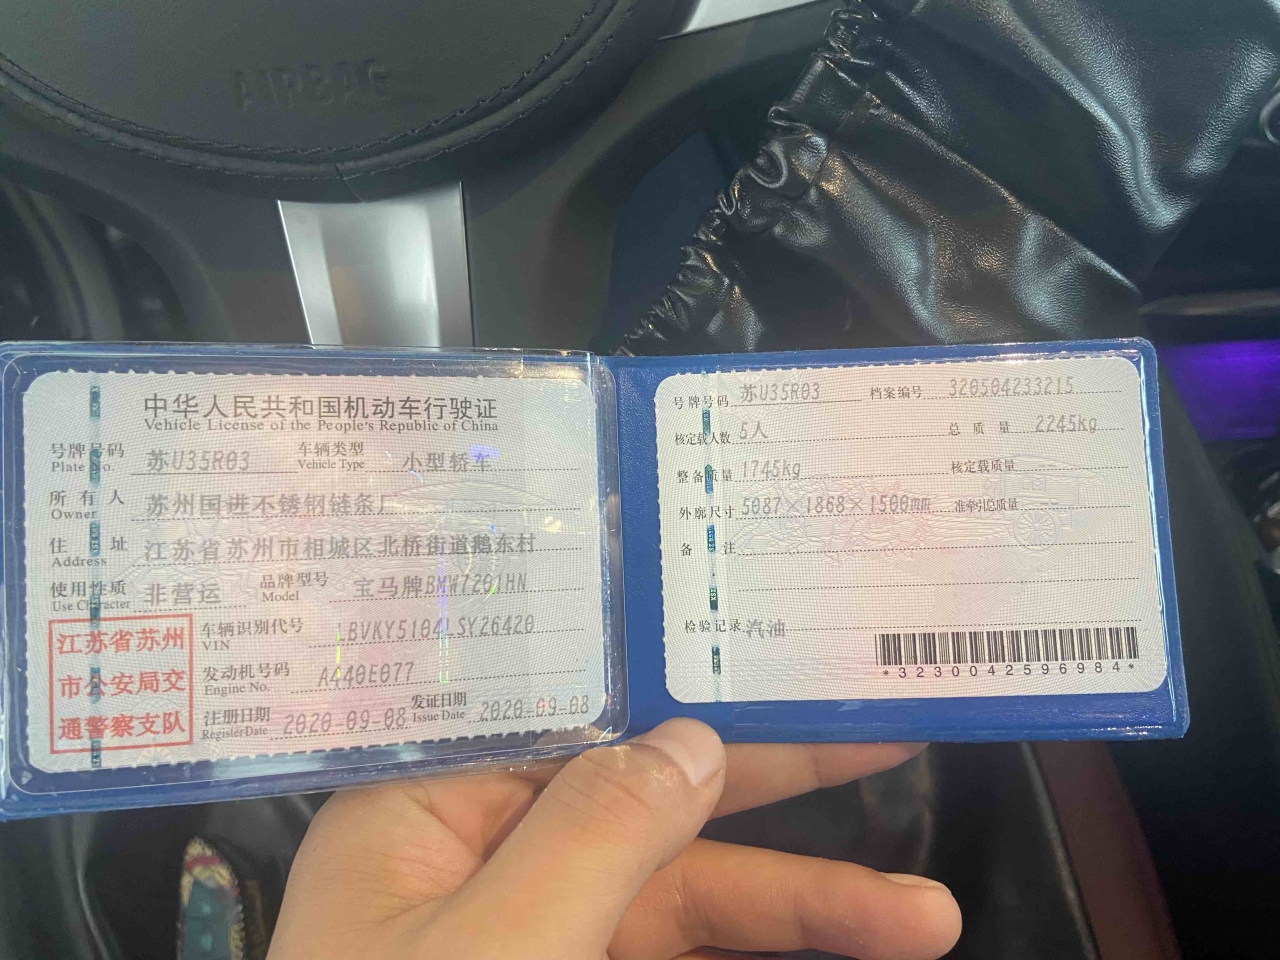 AIRBAG
中华人民共和国机动车行驶证
Vehicle License of the People's Republic of China
号牌号码 苏U35R03 车辆类型 小型轿车
Plate No. Vehicle Type
所有人 苏州国进不锈钢链条厂
Owner
住址 江苏省苏州市相城区北桥街道鹅东村
Address
使用性质 非营运 品牌型号 宝马牌BMW7201HN
Use Character Model
江苏省苏州
市公安局交
通警察支队
车辆识别代号 LBVKY5104LSY26420
VIN
发动机号码 A440E077
Engine No.
注册日期 2020-09-08 发证日期 2020-09-08
Register Date Issue Date
号牌号码 苏U35R03 档案编号 320504233215
核定载人数 5人 总质量 2245kg
整备质量 1745kg 核定载质量
外廓尺寸 5087×1868×1500mm 准牵引总质量
备注
检验记录 汽油
*3230042596984*